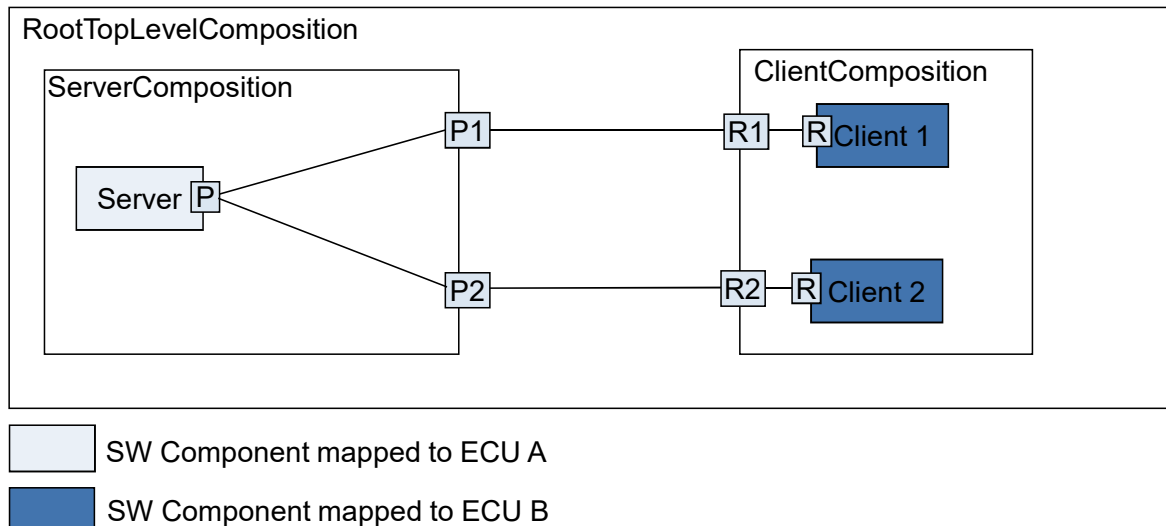 RootTopLevelComposition
ServerComposition
ClientComposition
P1
R1
R
Client 1
Server
P
P2
R2
R
Client 2
SW Component mapped to ECU A
SW Component mapped to ECU B